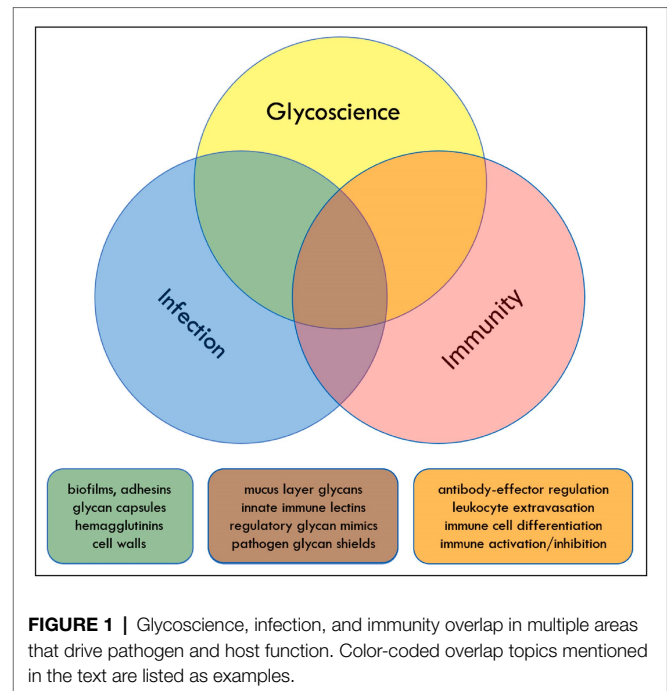 Glycoscience
Infection
Immunity
biofilms, adhesins
glycan capsules
hemagglutinins
cell walls
mucus layer glycans
innate immune lectins
regulatory glycan mimics
pathogen glycan shields
antibody-effector regulation
leukocyte extravasation
immune cell differentiation
immune activation/inhibition
FIGURE 1 | Glycoscience, infection, and immunity overlap in multiple areas
that drive pathogen and host function. Color-coded overlap topics mentioned
in the text are listed as examples.